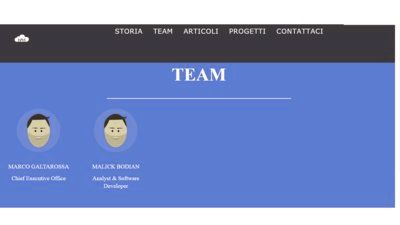 STORIA TEAM ARTICOLI PROGETTI CONTATTACI
TEAM
MARCO GALTAROSSA
Chief Executive Office
MALICK BODIAN
Analyst & Software
Developer